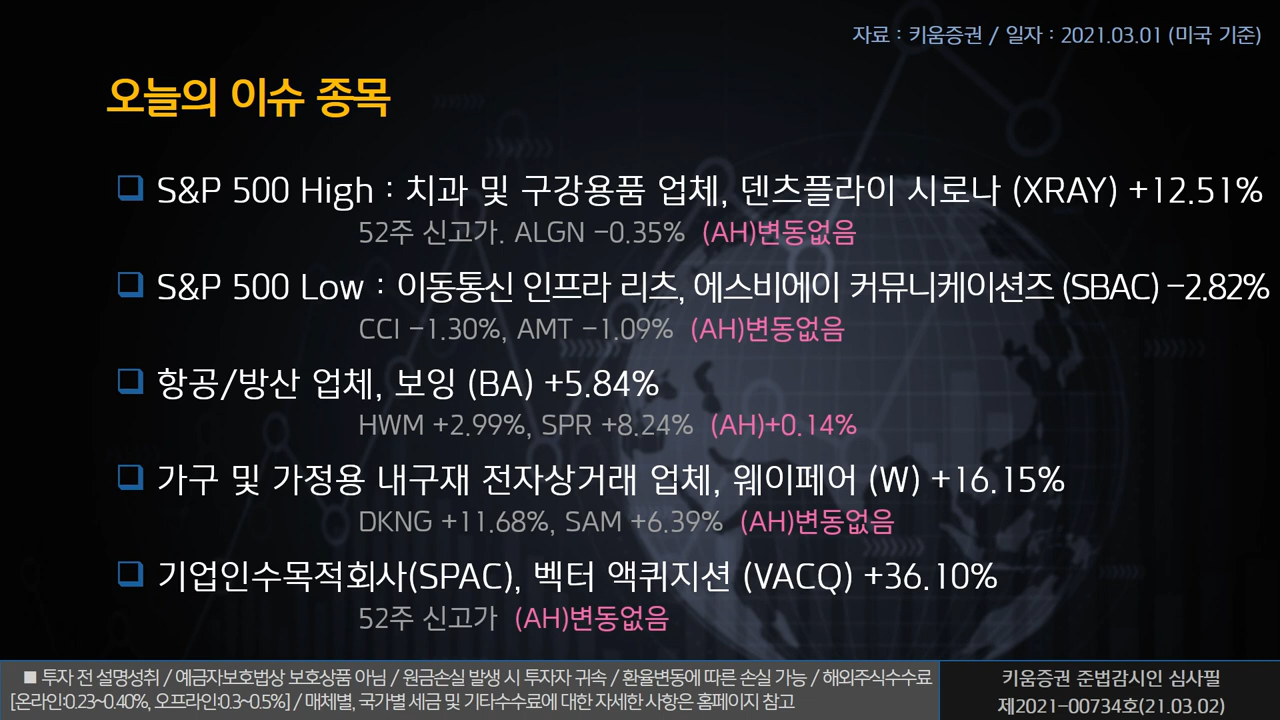 자료 : 키움증권 / 일자 : 2021.03.01 (미국 기준)
오늘의 이슈 종목
S&P 500 High : 치과 및 구강용품 업체, 덴츠플라이 시로나 (XRAY) +12.51%
52주 신고가. ALGN -0.35% (AH)변동없음
S&P 500 Low : 이동통신 인프라 리츠, 에스비에이 커뮤니케이션즈 (SBAC) -2.82%
CCI -1.30%, AMT -1.09% (AH)변동없음
항공/방산 업체, 보잉 (BA) +5.84%
HWM +2.99%, SPR +8.24% (AH)+0.14%
가구 및 가정용 내구재 전자상거래 업체, 웨이페어 (W) +16.15%
DKNG +11.68%, SAM +6.39% (AH)변동없음
기업인수목적회사(SPAC), 벡터 액퀴지션 (VACQ) +36.10%
52주 신고가 (AH)변동없음
■ 투자 전 설명성취 / 예금자보호법상 보호상품 아님 / 원금손실 발생 시 투자자 귀속 / 환율변동에 따른 손실 가능 / 해외주식수수료
[온라인:0.23~0.40%, 오프라인:0.3~0.5%] / 매체별, 국가별 세금 및 기타수수료에 대한 자세한 사항은 홈페이지 참고
키움증권 준법감시인 심사필
제2021-00734호(21.03.02)